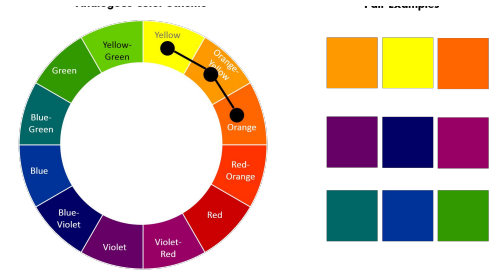 Yellow
Yellow-
Green
Orange-
Yellow
Green
Orange
Blue-
Green
Red-
Orange
Blue
Blue-
Violet
Red
Violet
Violet-
Red